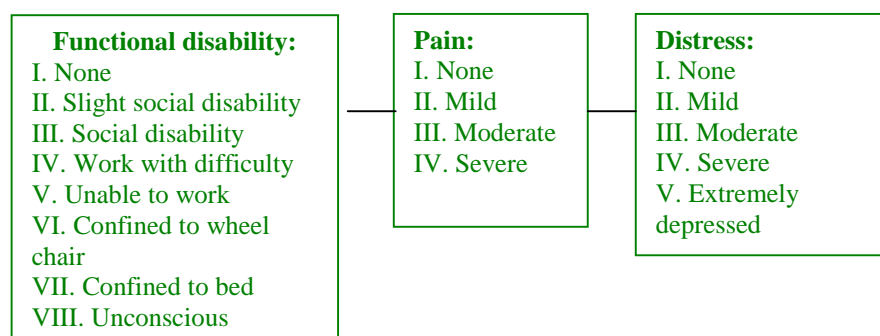 Functional disability:
I. None
II. Slight social disability
III. Social disability
IV. Work with difficulty
V. Unable to work
VI. Confined to wheel
chair
VII. Confined to bed
VIII. Unconscious
Pain:
I. None
II. Mild
III. Moderate
IV. Severe
Distress:
I. None
II. Mild
III. Moderate
IV. Severe
V. Extremely
depressed